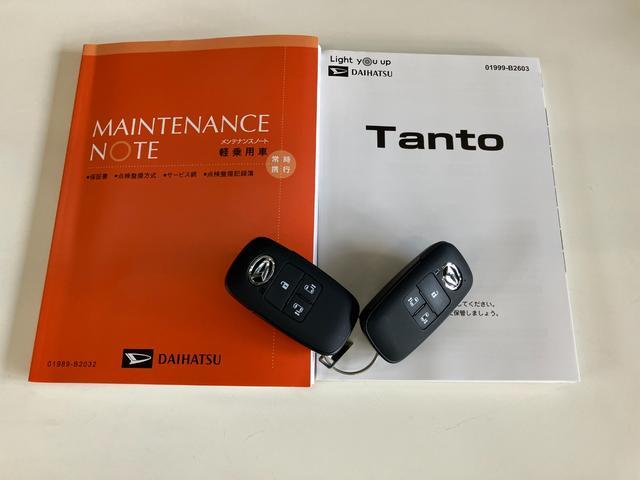 MAINTENANCE
NOTE
メンテナンスノート
軽乗用車
常時
携行
•保証書 •点検整備方式 •サービス網 •点検整備記録簿
01989-B2032
DAIHATSU
Light you up
DAIHATSU
01999-B2603
Tanto
してください。
保管しましょう。